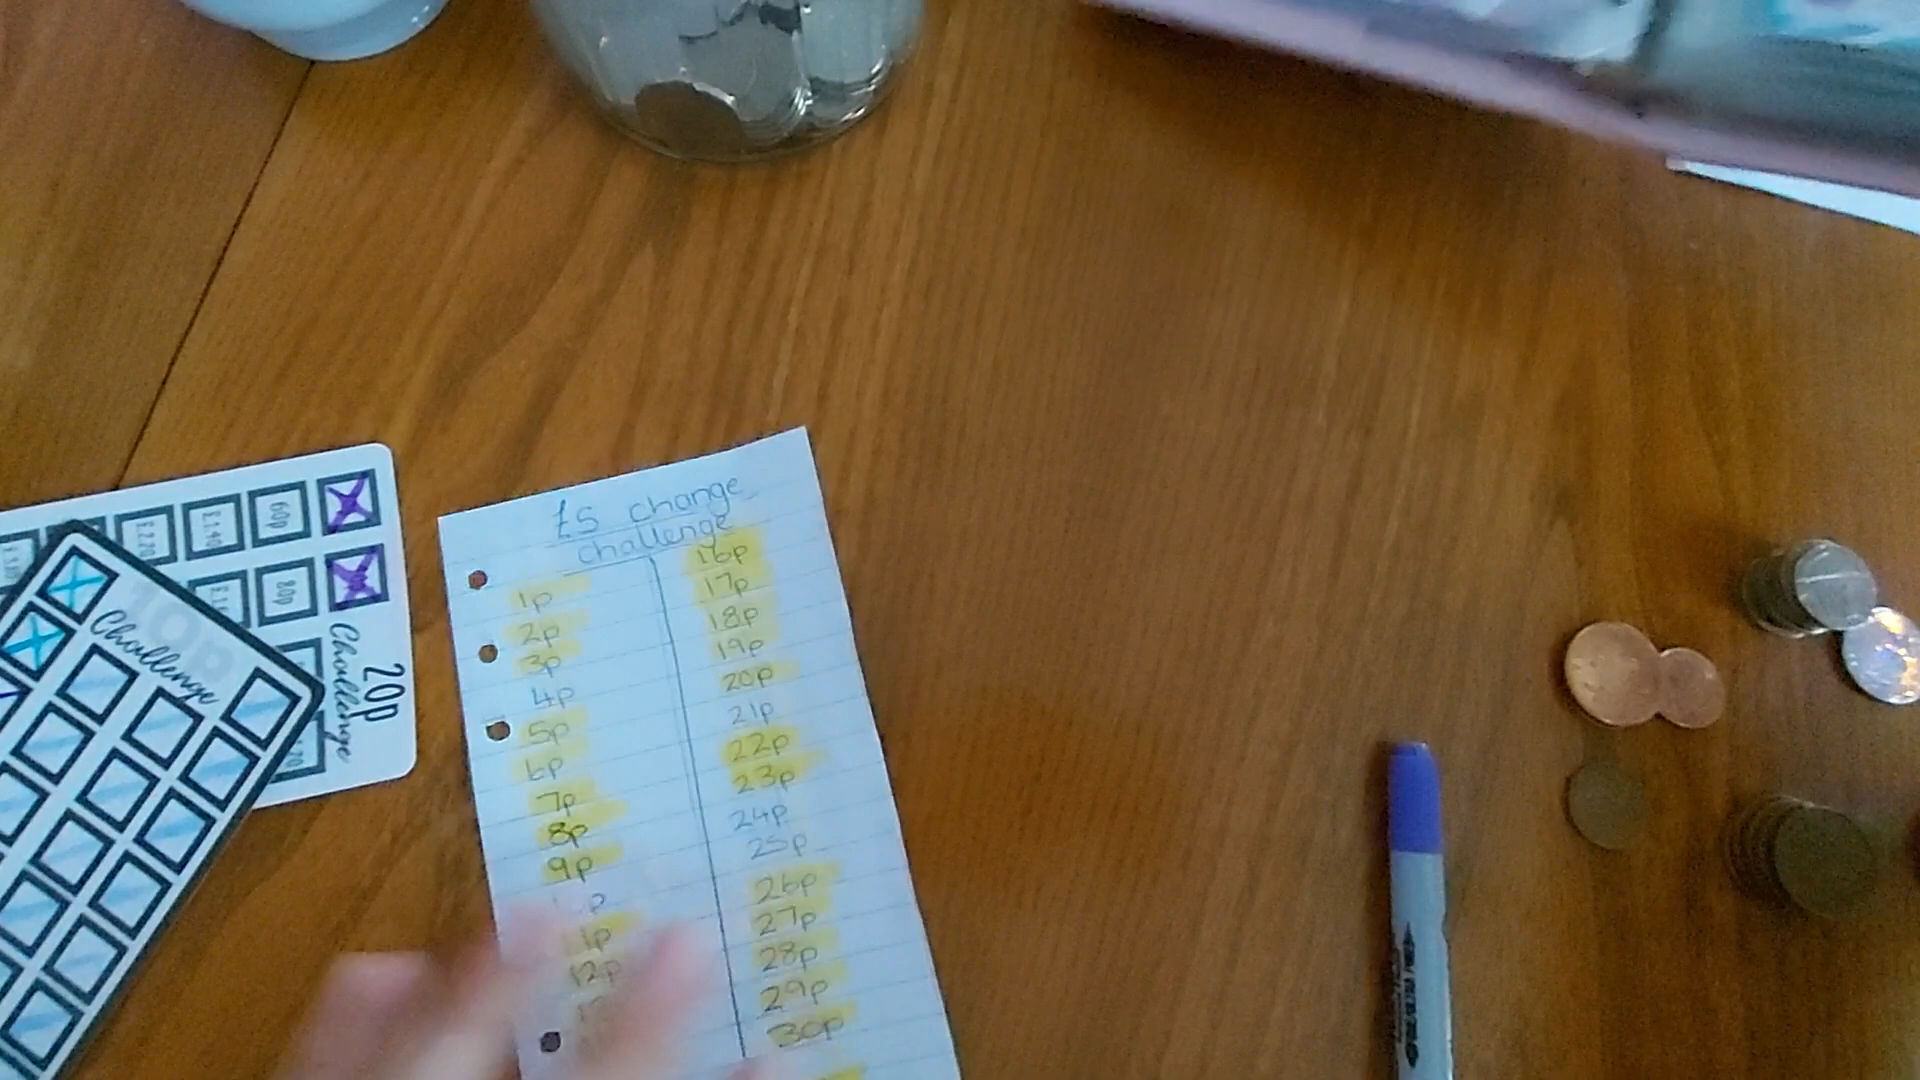 £5 change
challenge
1p
2p
3p
4p
5p
6p
7p
8p
9p
12p
16p
17p
18p
19p
20p
21p
22p
23p
24p
25p
26p
27p
28p
29p
30p
20p
Challenge
60p
£1.40
£2.20
80p
Challenge